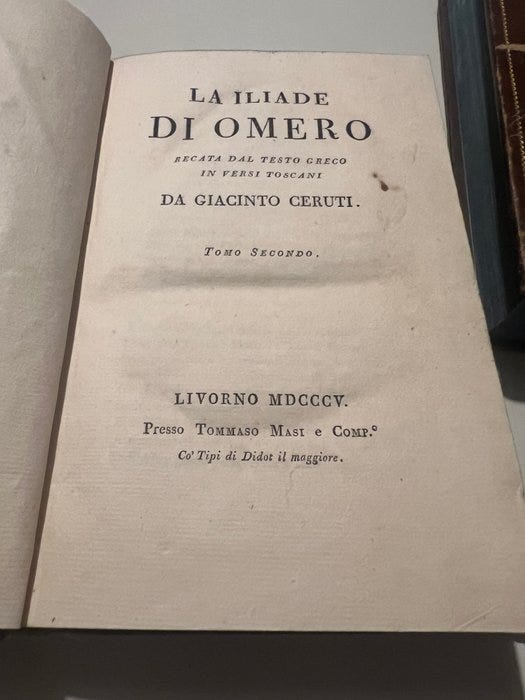 LA ILIADE
DI OMERO
RECATA DAL TESTO GRECO
IN VERSI TOSCANI
DA GIACINTO CERUTI.
TOMO SECONDO.
LIVORNO MDCCCV.
Presso TOMMASO MASI e COMP.º
Co' Tipi di Didot il maggiore.